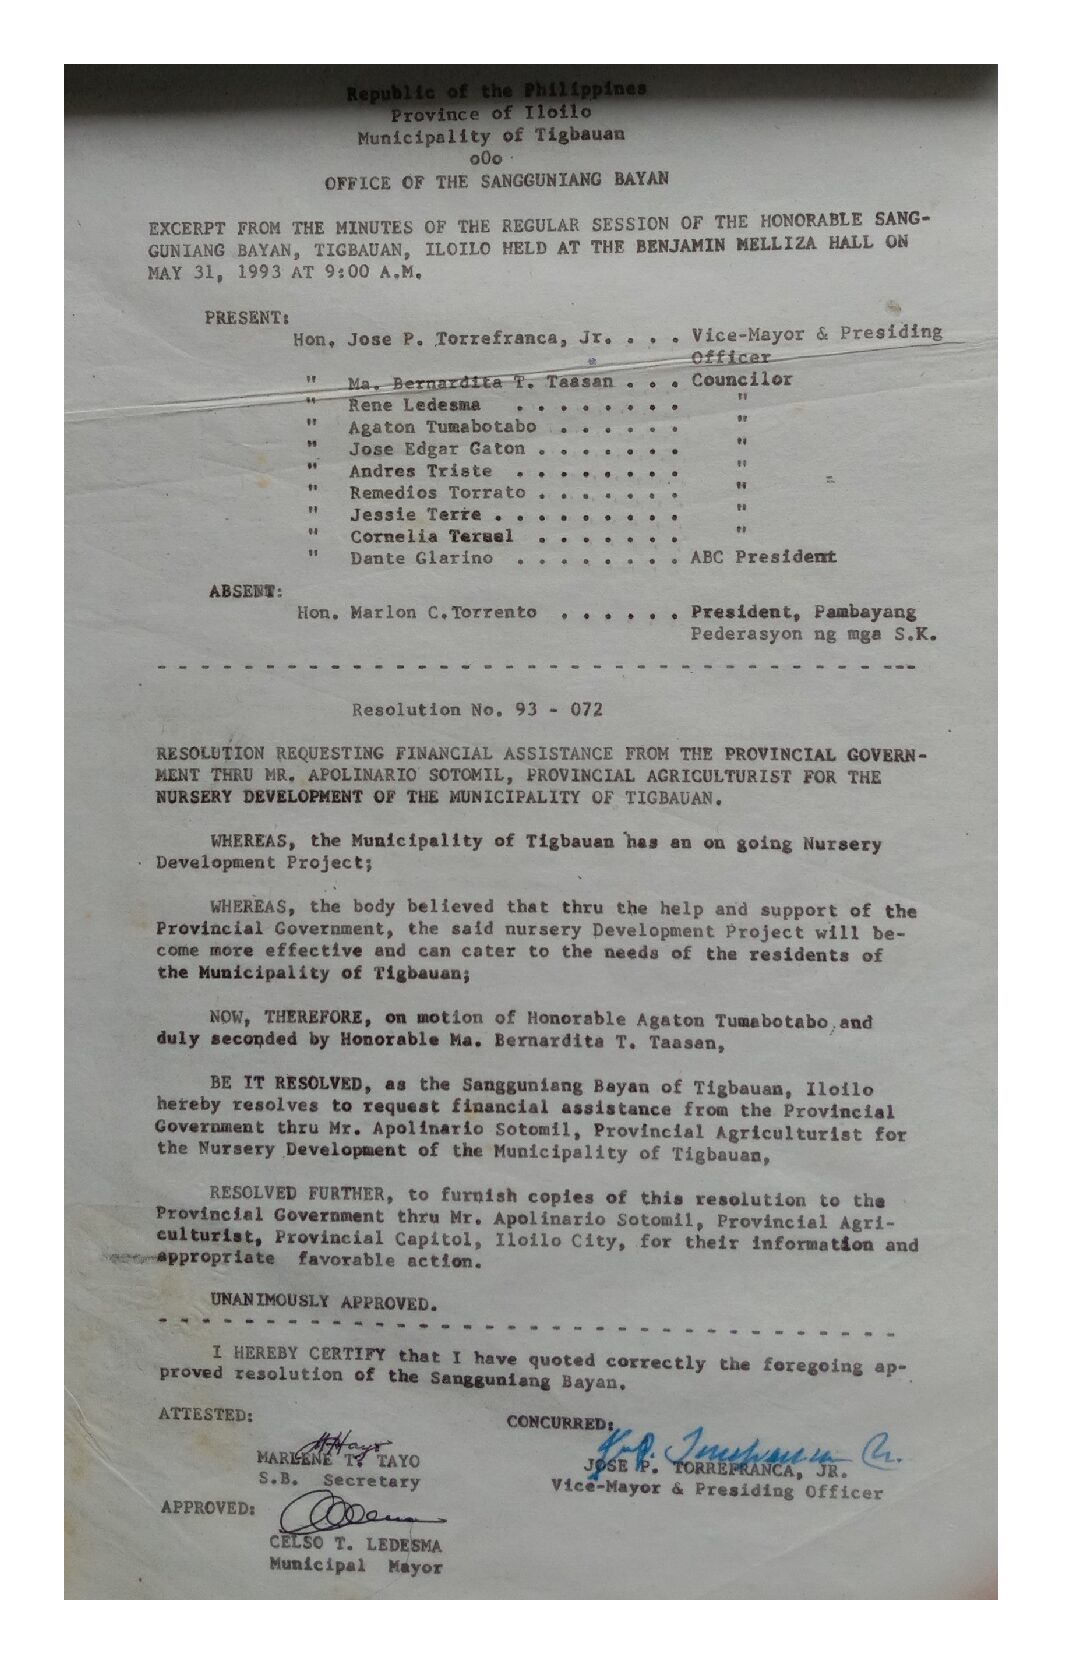 Republic of the Philippines
Province of Iloilo
Municipality of Tigbauan
oOo
OFFICE OF THE SANGGUNIANG BAYAN
EXCERPT FROM THE MINUTES OF THE REGULAR SESSION OF THE HONORABLE SANG-
GUNIANG BAYAN, TIGBAUAN, ILOILO HELD AT THE BENJAMIN MELLIZA HALL ON
MAY 31, 1993 AT 9:00 A.M.
PRESENT:
Hon. Jose P. Torrefranca, Jr. . . . Vice-Mayor & Presiding
Officer
" Ma. Bernardita T. Taasan . . . Councilor
" Rene Ledesma . . . . . . . . "
" Agaton Tumabotabo . . . . . . "
" Jose Edgar Gaton . . . . . . . "
" Andres Triste . . . . . . . . "
" Remedios Torrato . . . . . . . "
" Jessie Terre . . . . . . . . . "
" Cornelia Teruel . . . . . . . "
" Dante Glarino . . . . . . . . ABC President
ABSENT:
Hon. Marlon C.Torrento . . . . . . President, Pambayang
Pederasyon ng mga S.K.
- - - - - - - - - - - - - - - - - - - - - - - - - - - - - - - - - ---
Resolution No. 93 - 072
RESOLUTION REQUESTING FINANCIAL ASSISTANCE FROM THE PROVINCIAL GOVERN-
MENT THRU MR. APOLINARIO SOTOMIL, PROVINCIAL AGRICULTURIST FOR THE
NURSERY DEVELOPMENT OF THE MUNICIPALITY OF TIGBAUAN.
WHEREAS, the Municipality of Tigbauan has an on going Nursery
Development Project;
WHEREAS, the body believed that thru the help and support of the
Provincial Government, the said nursery Development Project will be-
come more effective and can cater to the needs of the residents of
the Municipality of Tigbauan;
NOW, THEREFORE, on motion of Honorable Agaton Tumabotabo and
duly seconded by Honorable Ma. Bernardita T. Taasan,
BE IT RESOLVED, as the Sangguniang Bayan of Tigbauan, Iloilo
hereby resolves to request financial assistance from the Provincial
Government thru Mr. Apolinario Sotomil, Provincial Agriculturist for
the Nursery Development of the Municipality of Tigbauan,
RESOLVED FURTHER, to furnish copies of this resolution to the
Provincial Government thru Mr. Apolinario Sotomil, Provincial Agri-
culturist, Provincial Capitol, Iloilo City, for their information and
appropriate favorable action.
UNANIMOUSLY APPROVED.
- - - - - - - - - - - - - - - - - - - - - - - - - - - - - - - - - -
I HEREBY CERTIFY that I have quoted correctly the foregoing ap-
proved resolution of the Sangguniang Bayan.
ATTESTED: CONCURRED:
MARLENE T. TAYO JOSE P. TORREFRANCA, JR.
S.B. Secretary Vice-Mayor & Presiding Officer
APPROVED:
CELSO T. LEDESMA
Municipal Mayor